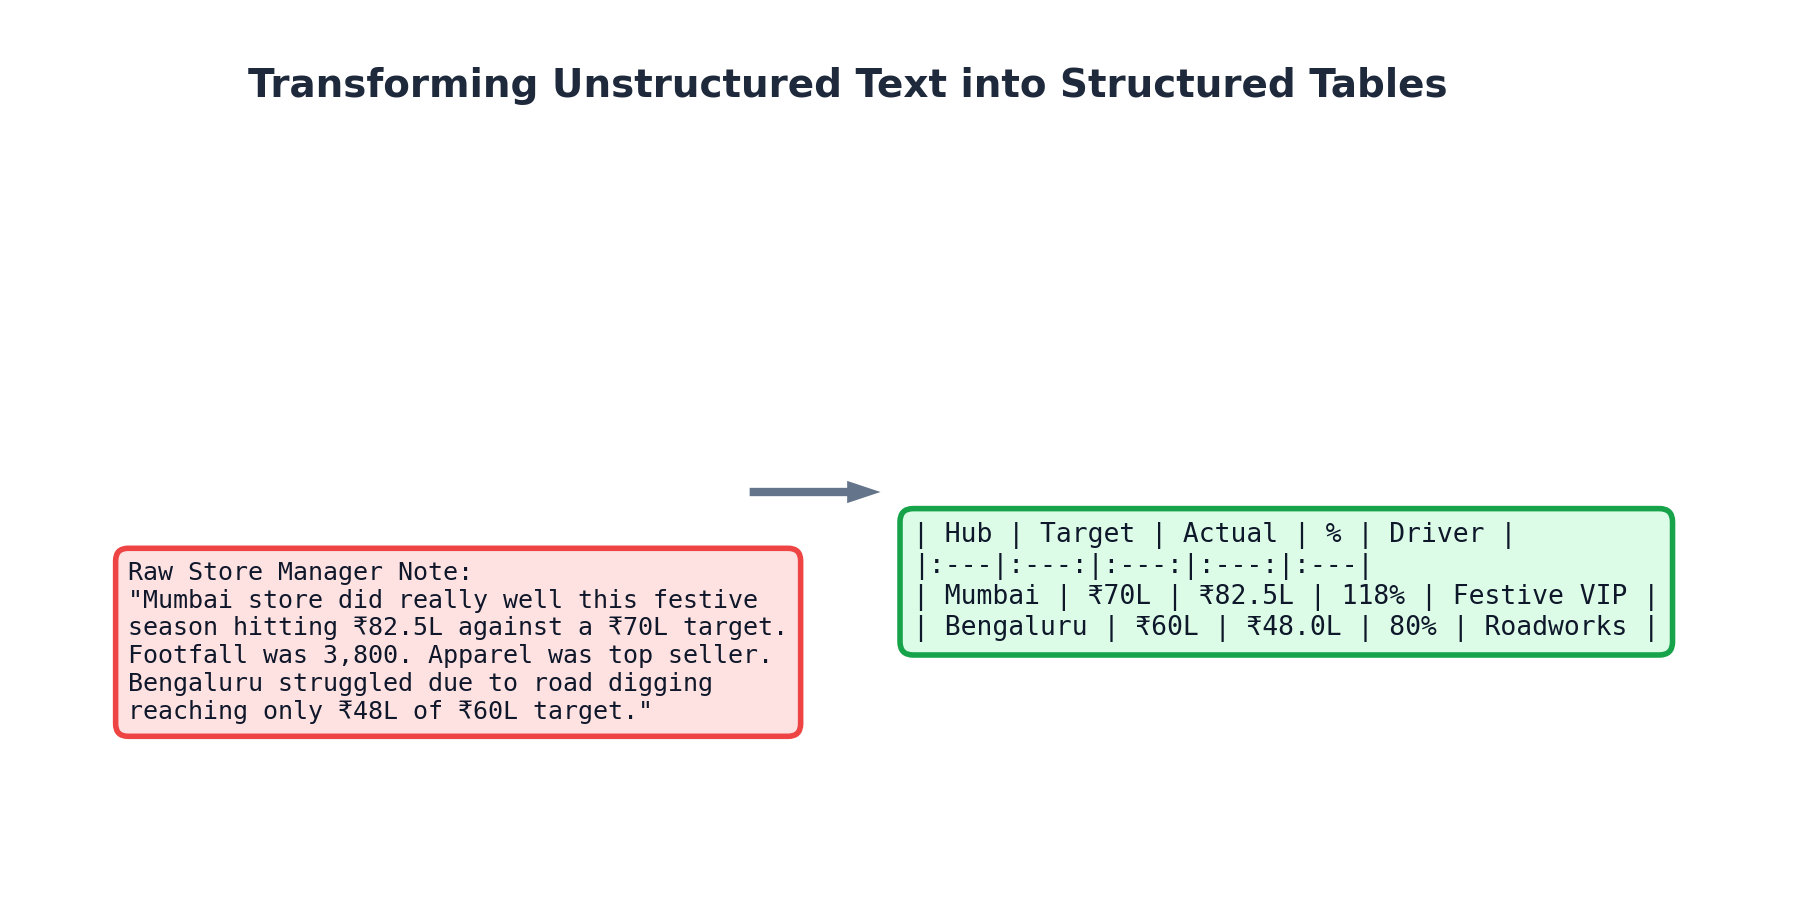 Transforming Unstructured Text into Structured Tables
Raw Store Manager Note:
"Mumbai store did really well this festive
season hitting ₹82.5L against a ₹70L target.
Footfall was 3,800. Apparel was top seller.
Bengaluru struggled due to road digging
reaching only ₹48L of ₹60L target."
| Hub | Target | Actual | % | Driver |
|:---|:---:|:---:|:---:|:---|
| Mumbai | ₹70L | ₹82.5L | 118% | Festive VIP |
| Bengaluru | ₹60L | ₹48.0L | 80% | Roadworks |